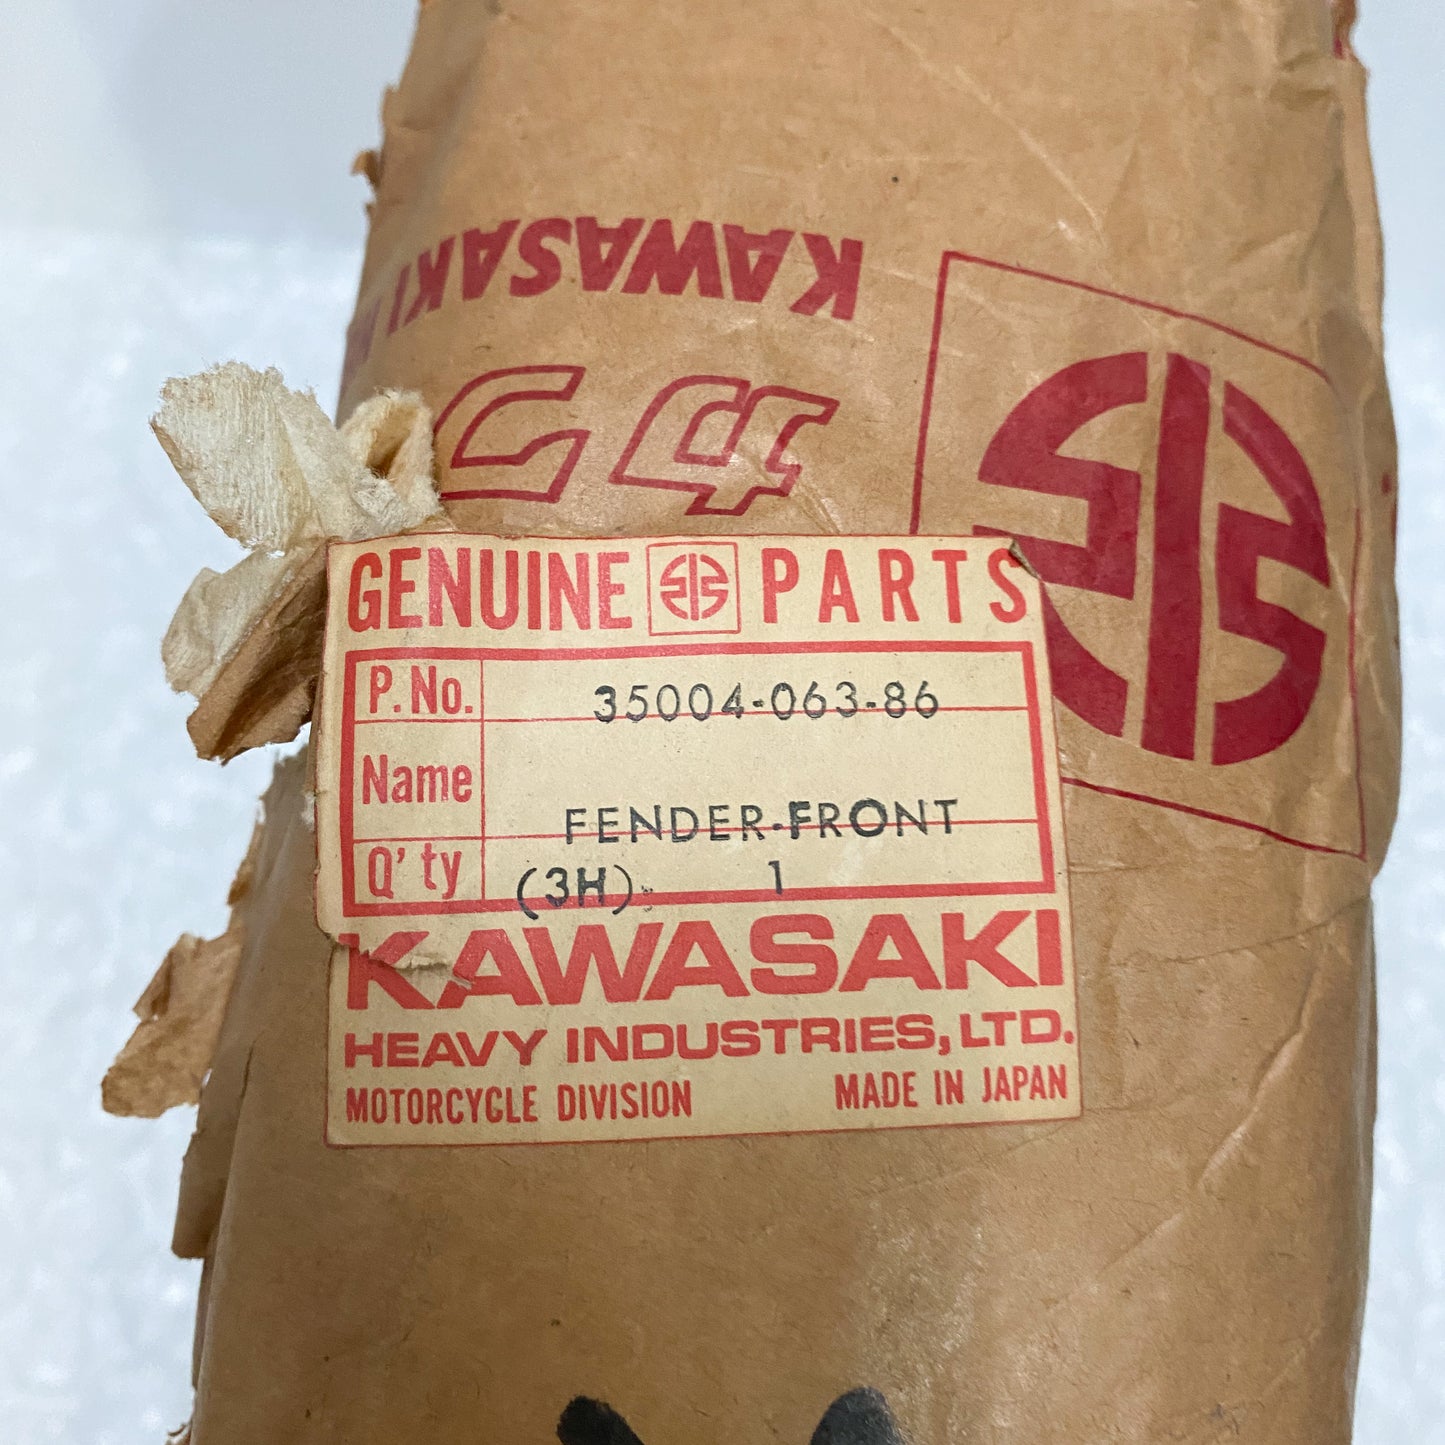 KAWASAKI
GENUINE PARTS
P.No. 35004-063-86
Name FENDER-FRONT
Q'ty (3H) 1
KAWASAKI
HEAVY INDUSTRIES, LTD.
MOTORCYCLE DIVISION MADE IN JAPAN